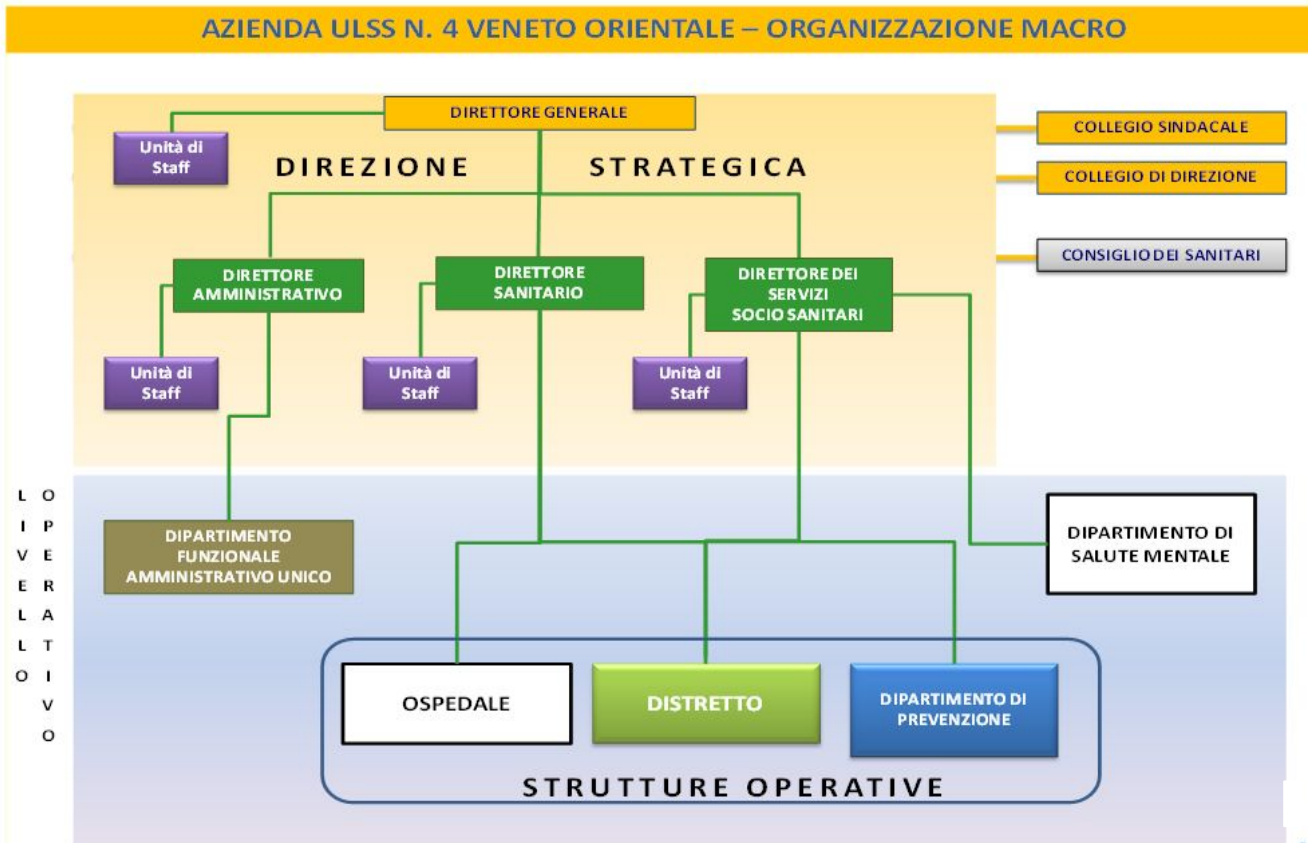 AZIENDA ULSS N. 4 VENETO ORIENTALE – ORGANIZZAZIONE MACRO
DIRETTORE GENERALE
COLLEGIO SINDACALE
Unità di
Staff
DIREZIONE STRATEGICA
COLLEGIO DI DIREZIONE
CONSIGLIO DEI SANITARI
DIRETTORE
AMMINISTRATIVO
DIRETTORE
SANITARIO
DIRETTORE DEI
SERVIZI
SOCIO SANITARI
Unità di
Staff
Unità di
Staff
Unità di
Staff
LIVELLO
OPERATIVO
DIPARTIMENTO
FUNZIONALE
AMMINISTRATIVO UNICO
DIPARTIMENTO DI
SALUTE MENTALE
OSPEDALE
DISTRETTO
DIPARTIMENTO DI
PREVENZIONE
STRUTTURE OPERATIVE